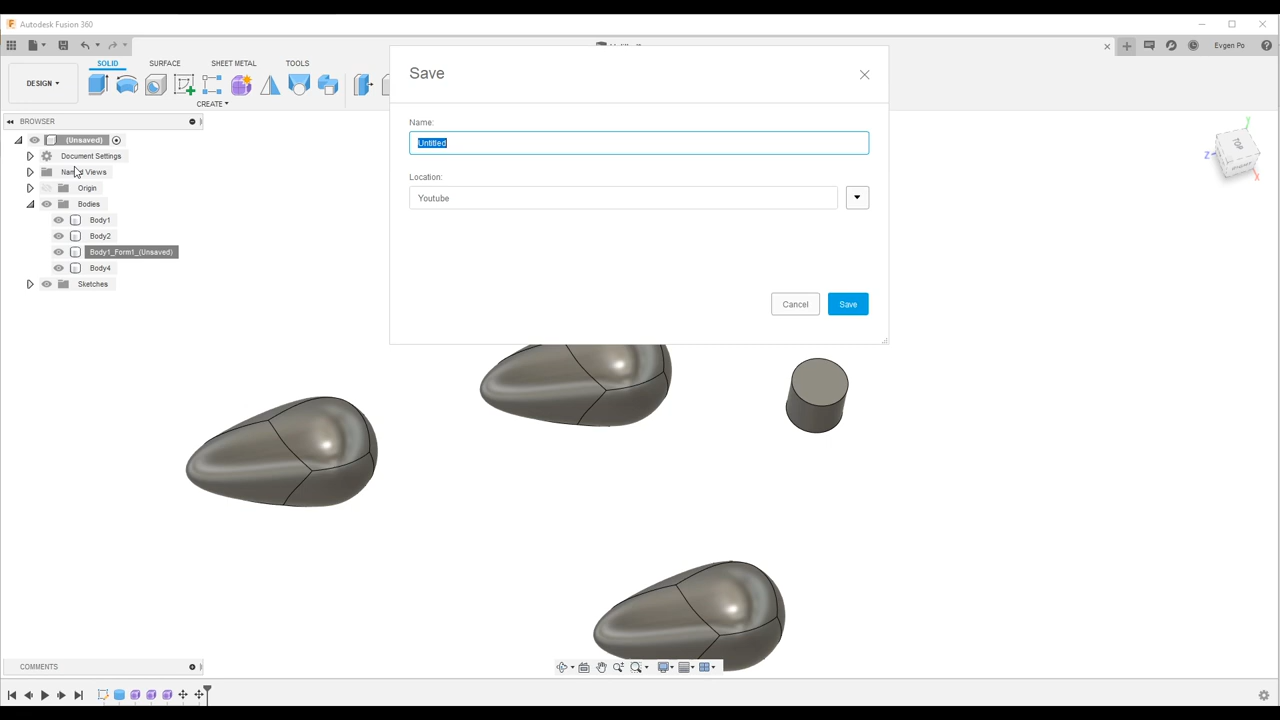 Autodesk Fusion 360
Evgen Po
DESIGN
SOLID SURFACE SHEET METAL TOOLS
CREATE
BROWSER
(Unsaved)
Document Settings
Views
Origin
Bodies
Body1
Body2
Body1_Form1_(Unsaved)
Body4
Sketches
Save
Name:
Untitled
Location:
Youtube
Cancel Save
TOP
Y
Z
X
COMMENTS